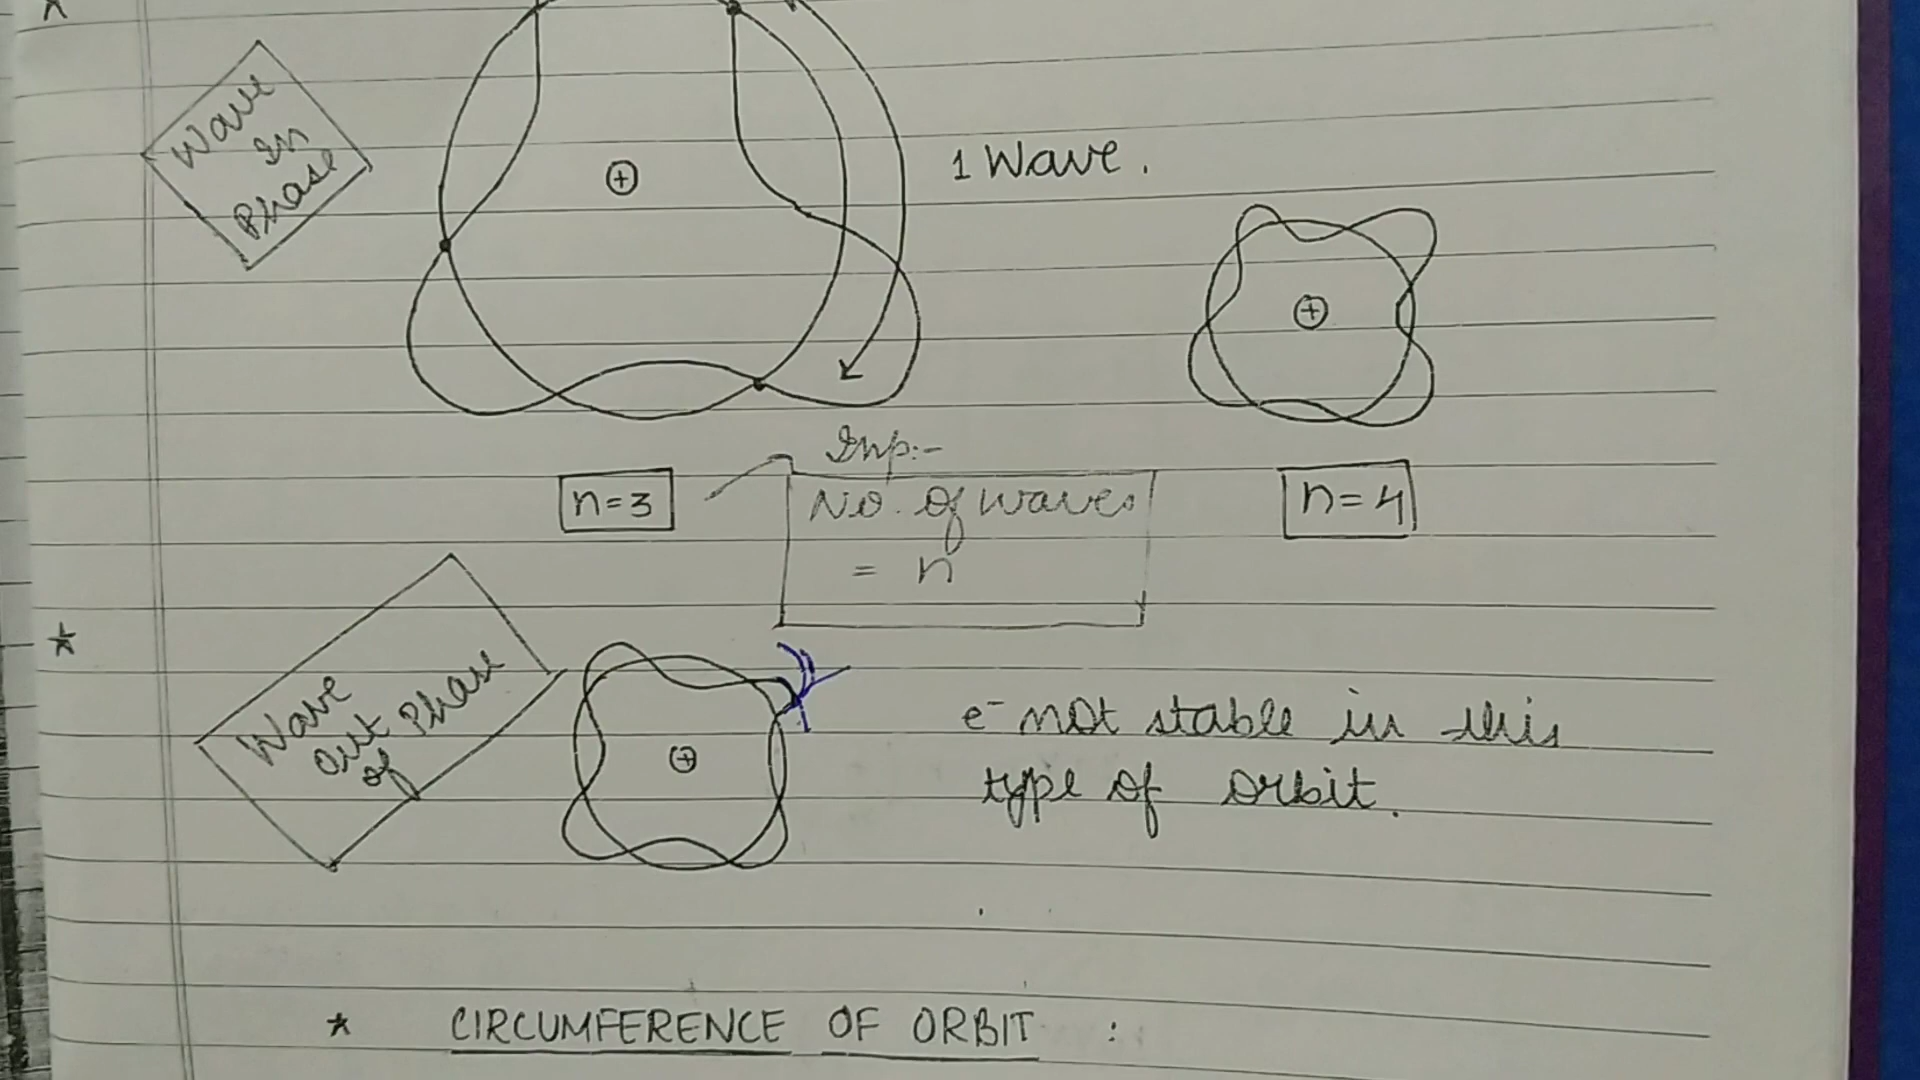 Wave
In
Phase
+
1 Wave.
+
Imp:-
n=3
No. of waves
= n
n=4
Wave
Out Phase
of
+
e⁻ not stable in this
type of orbit.
* CIRCUMFERENCE OF ORBIT :